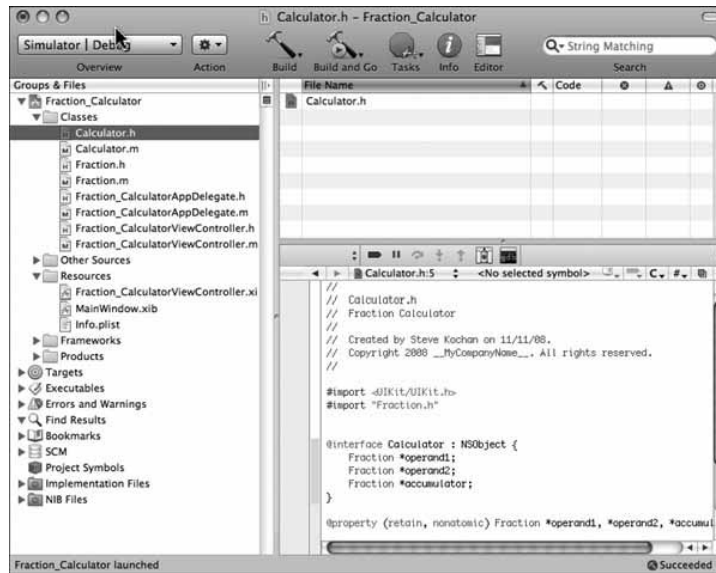 Calculator.h – Fraction_Calculator
Simulator | Debug
Overview
Action
Build
Build and Go
Tasks
Info
Editor
String Matching
Search
Groups & Files
Fraction_Calculator
Classes
Calculator.h
Calculator.m
Fraction.h
Fraction.m
Fraction_CalculatorAppDelegate.h
Fraction_CalculatorAppDelegate.m
Fraction_CalculatorViewController.h
Fraction_CalculatorViewController.m
Other Sources
Resources
Fraction_CalculatorViewController.xi
MainWindow.xib
Info.plist
Frameworks
Products
Targets
Executables
Errors and Warnings
Find Results
Bookmarks
SCM
Project Symbols
Implementation Files
NIB Files
File Name
Code
Calculator.h
Calculator.h:5
<No selected symbol>
C
#
//
// Calculator.h
// Fraction Calculator
//
// Created by Steve Kochan on 11/11/08.
// Copyright 2008 __MyCompanyName__. All rights reserved.
//
#import <UIKit/UIKit.h>
#import "Fraction.h"
@interface Calculator : NSObject {
Fraction *operand1;
Fraction *operand2;
Fraction *accumulator;
}
@property (retain, nonatomic) Fraction *operand1, *operand2, *accumul
Fraction_Calculator launched
Succeeded